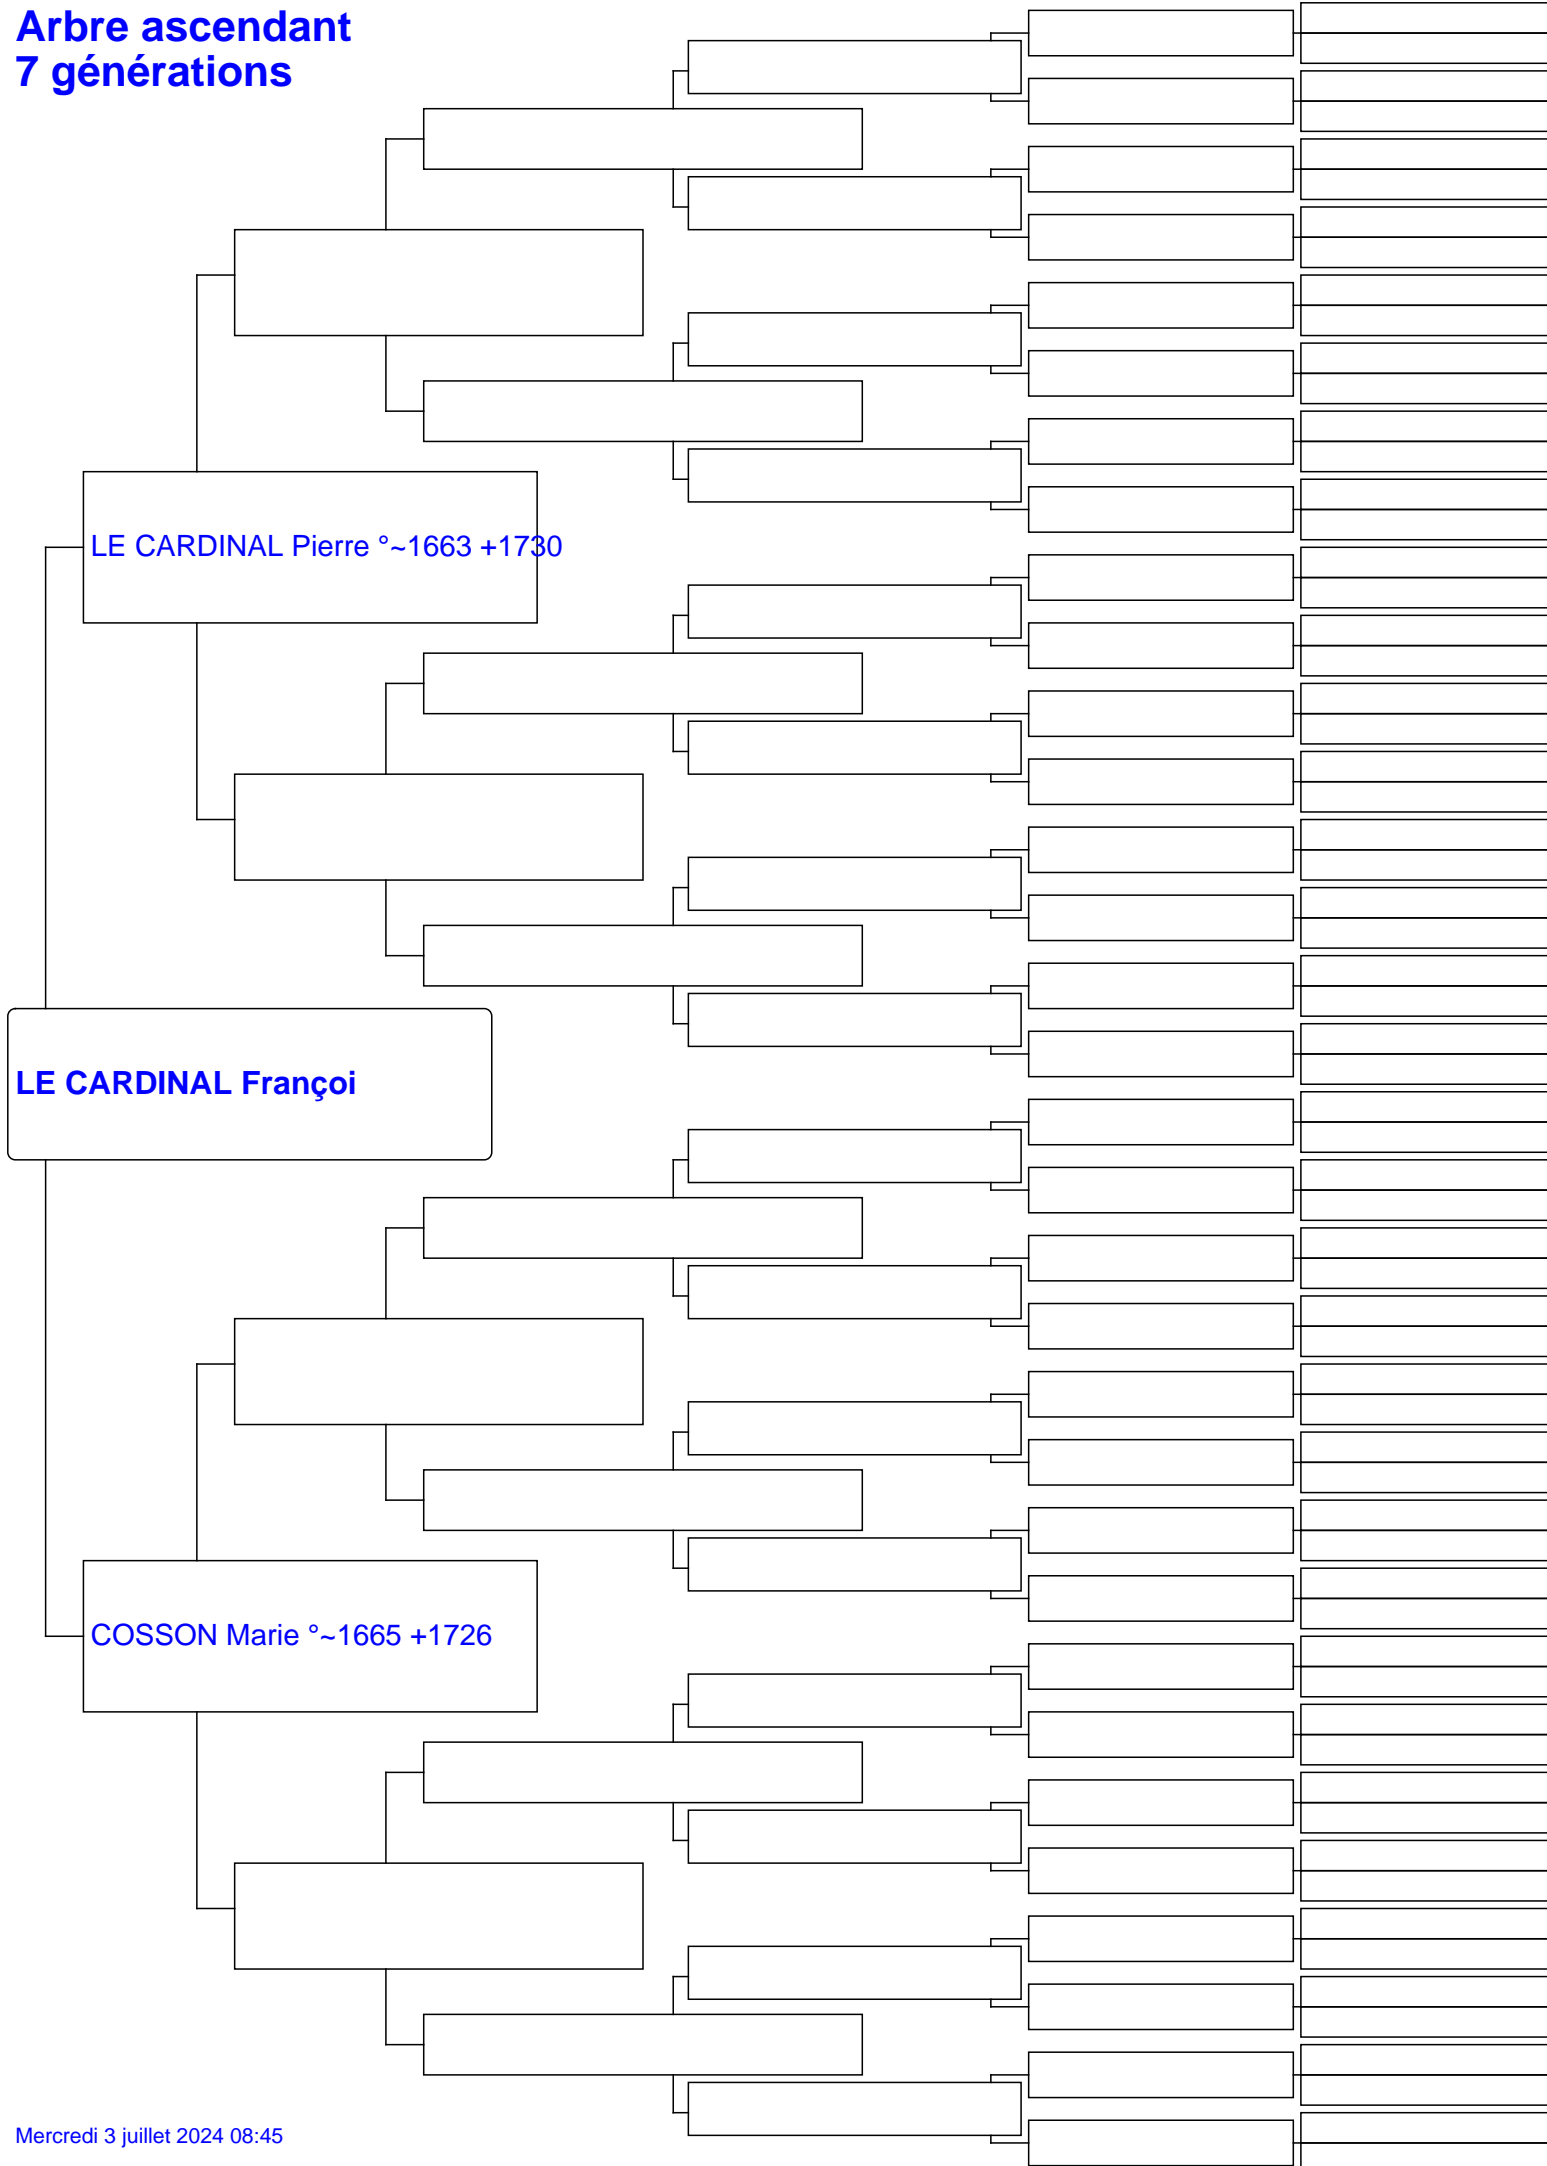 Arbre ascendant
7 générations
LE CARDINAL Pierre °~1663 +1730
LE CARDINAL Françoi
COSSON Marie °~1665 +1726
Mercredi 3 juillet 2024 08:45